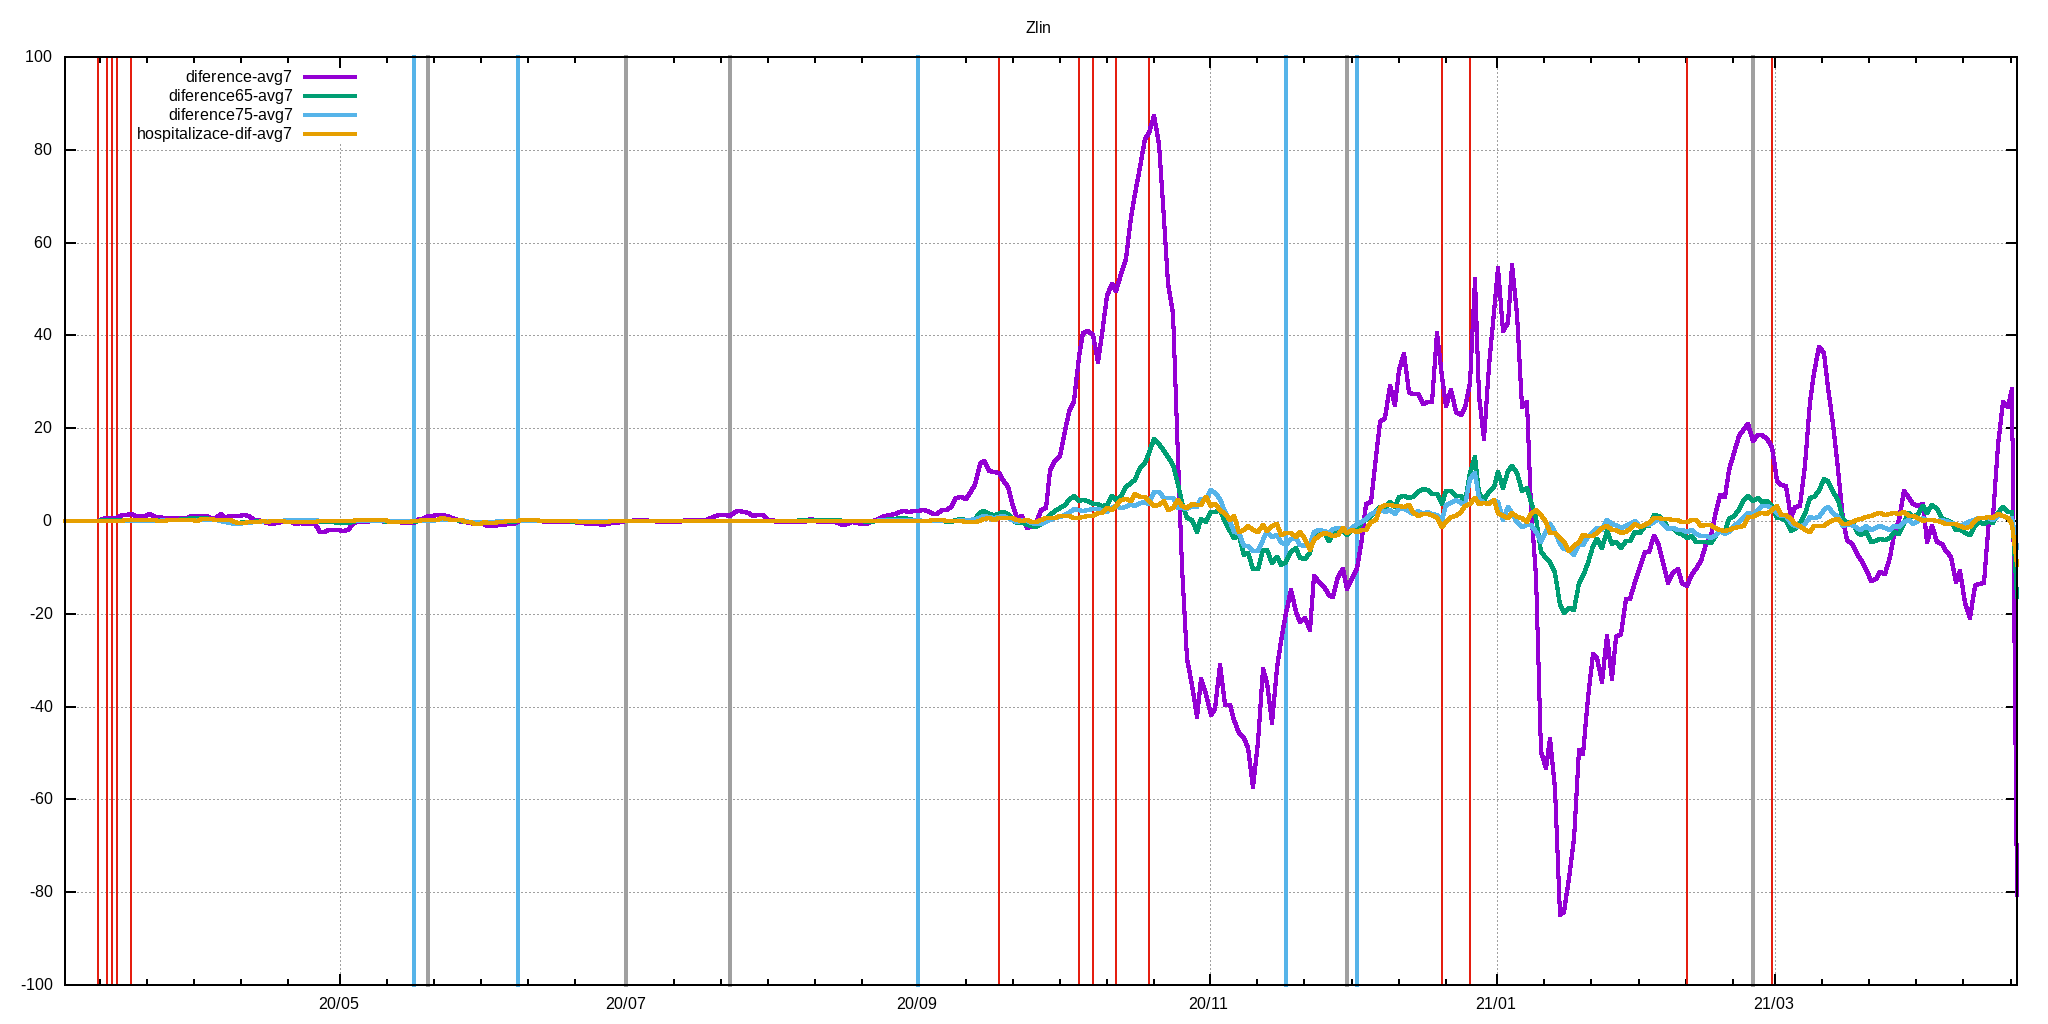 Zlin
diference-avg7
diference65-avg7
diference75-avg7
hospitalizace-dif-avg7
100
80
60
40
20
0
-20
-40
-60
-80
-100
20/05 20/07 20/09 20/11 21/01 21/03